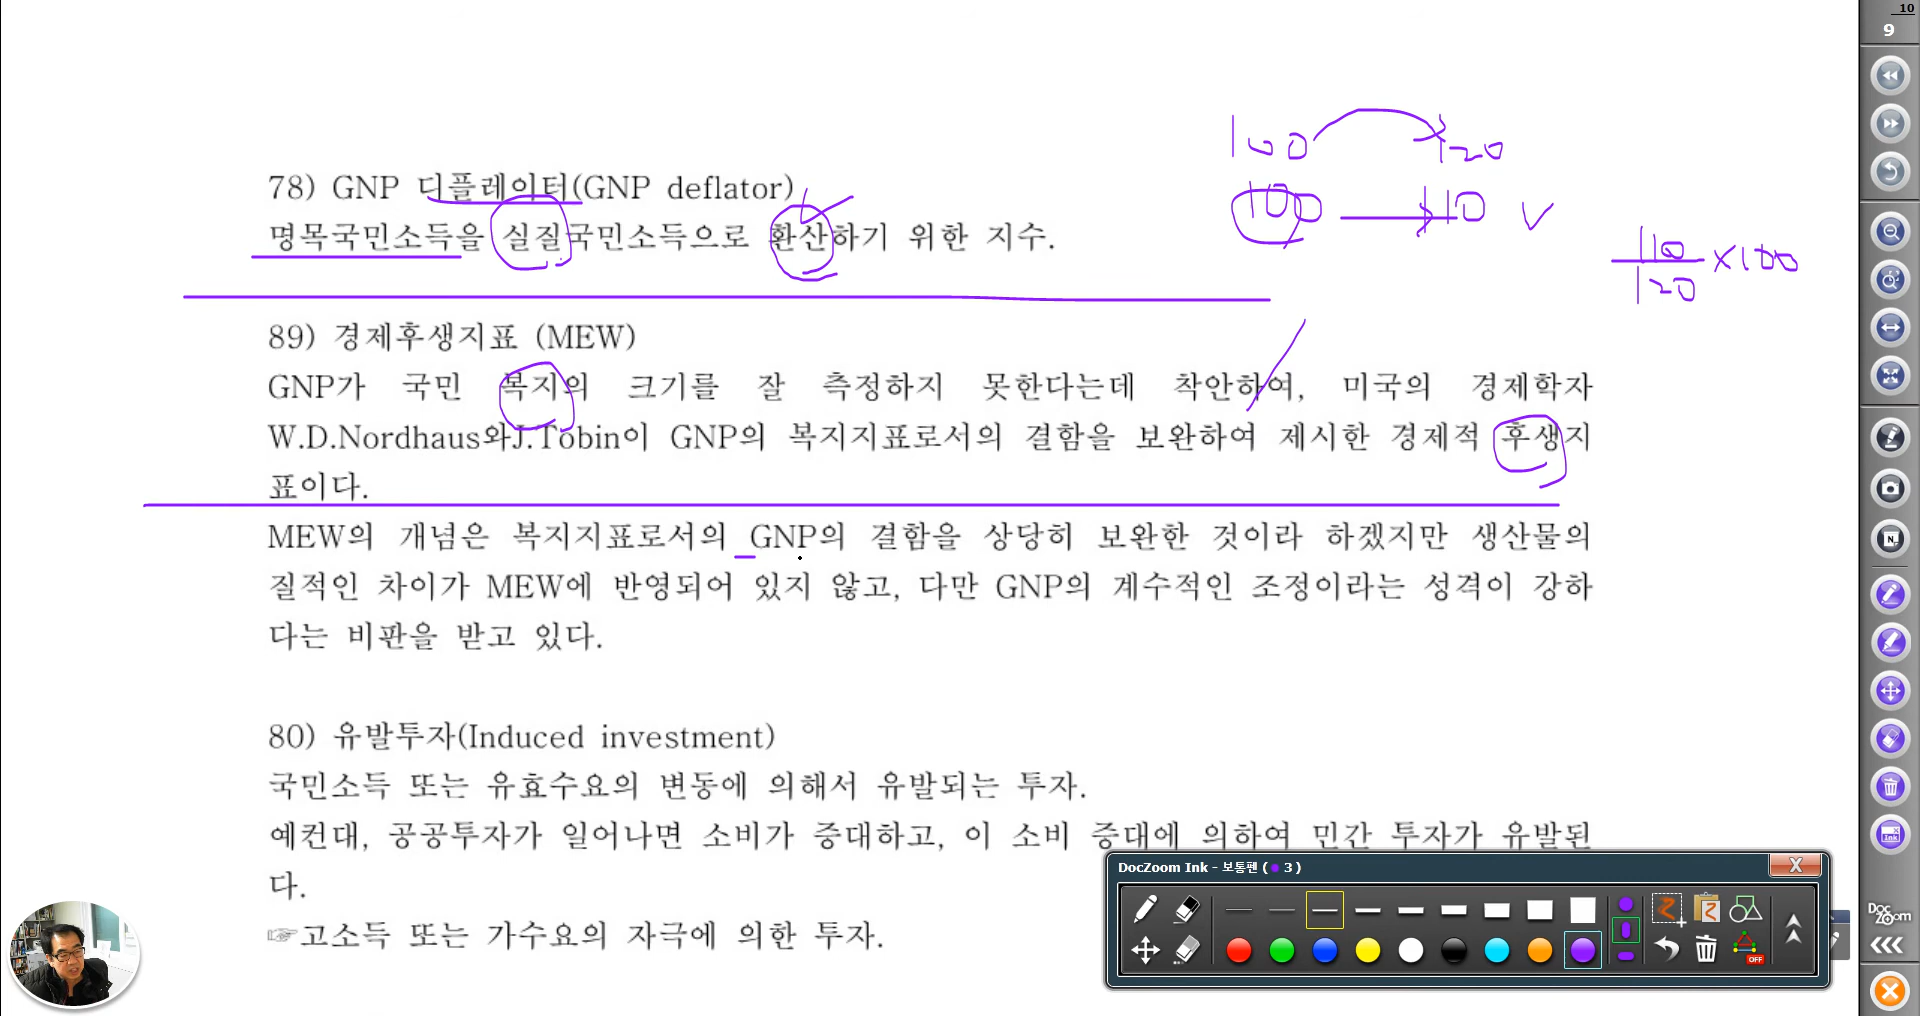 10
9
100 120
100 110 V
110
120 ×100
78) GNP 디플레이터(GNP deflator)
명목국민소득을 실질국민소득으로 환산하기 위한 지수.
89) 경제후생지표 (MEW)
GNP가 국민 복지의 크기를 잘 측정하지 못한다는데 착안하여, 미국의 경제학자
W.D.Nordhaus와J.Tobin이 GNP의 복지지표로서의 결함을 보완하여 제시한 경제적 후생지
표이다.
MEW의 개념은 복지지표로서의 GNP의 결함을 상당히 보완한 것이라 하겠지만 생산물의
질적인 차이가 MEW에 반영되어 있지 않고, 다만 GNP의 계수적인 조정이라는 성격이 강하
다는 비판을 받고 있다.
80) 유발투자(Induced investment)
국민소득 또는 유효수요의 변동에 의해서 유발되는 투자.
예컨대, 공공투자가 일어나면 소비가 증대하고, 이 소비 증대에 의하여 민간 투자가 유발된
다.
☞고소득 또는 가수요의 자극에 의한 투자.
DocZoom Ink - 보통펜 ( 3 )
X
OFF
N
Ink
Doc
Zoom